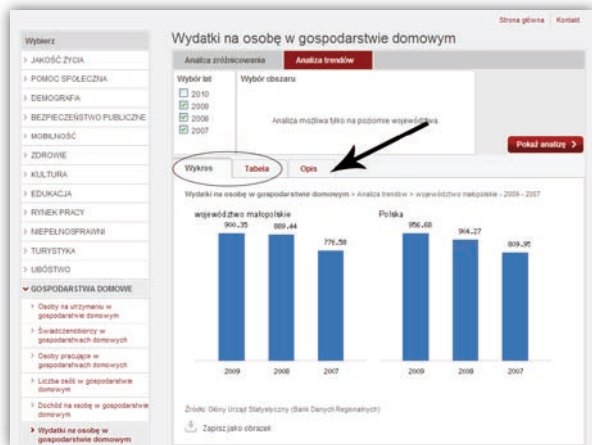 Strona główna Kontakt
Wybierz
> JAKOŚĆ ŻYCIA
> POMOC SPOŁECZNA
> DEMOGRAFIA
> BEZPIECZEŃSTWO PUBLICZNE
> MOBILNOŚĆ
> ZDROWIE
> KULTURA
> EDUKACJA
> RYNEK PRACY
> NIEPEŁNOSPRAWNI
> TURYSTYKA
> UBÓSTWO
GOSPODARSTWA DOMOWE
> Osoby na utrzymaniu w
gospodarstwie domowym
> Świadczeniobiorcy w
gospodarstwach domowych
> Osoby pracujące w
gospodarstwach domowych
> Liczba osób w gospodarstwie
domowym
> Dochód na osobę w gospodarstwie
domowym
> Wydatki na osobę w
gospodarstwie domowym
Wydatki na osobę w gospodarstwie domowym
Analiza zróżnicowania Analiza trendów
Wybór lat Wybór obszaru
2010
2009
2008
2007
Analiza możliwa tylko na poziomie województwa.
Pokaż analizę >
Wykres Tabela Opis
Wydatki na osobę w gospodarstwie domowym > Analiza trendów > województwo małopolskie - 2009 - 2007
województwo małopolskie Polska
900.35 889.44 776.58 956.68 904.27 809.95
2009 2008 2007 2009 2008 2007
Źródło: Główny Urząd Statystyczny (Bank Danych Regionalnych)
Zapisz jako obrazek